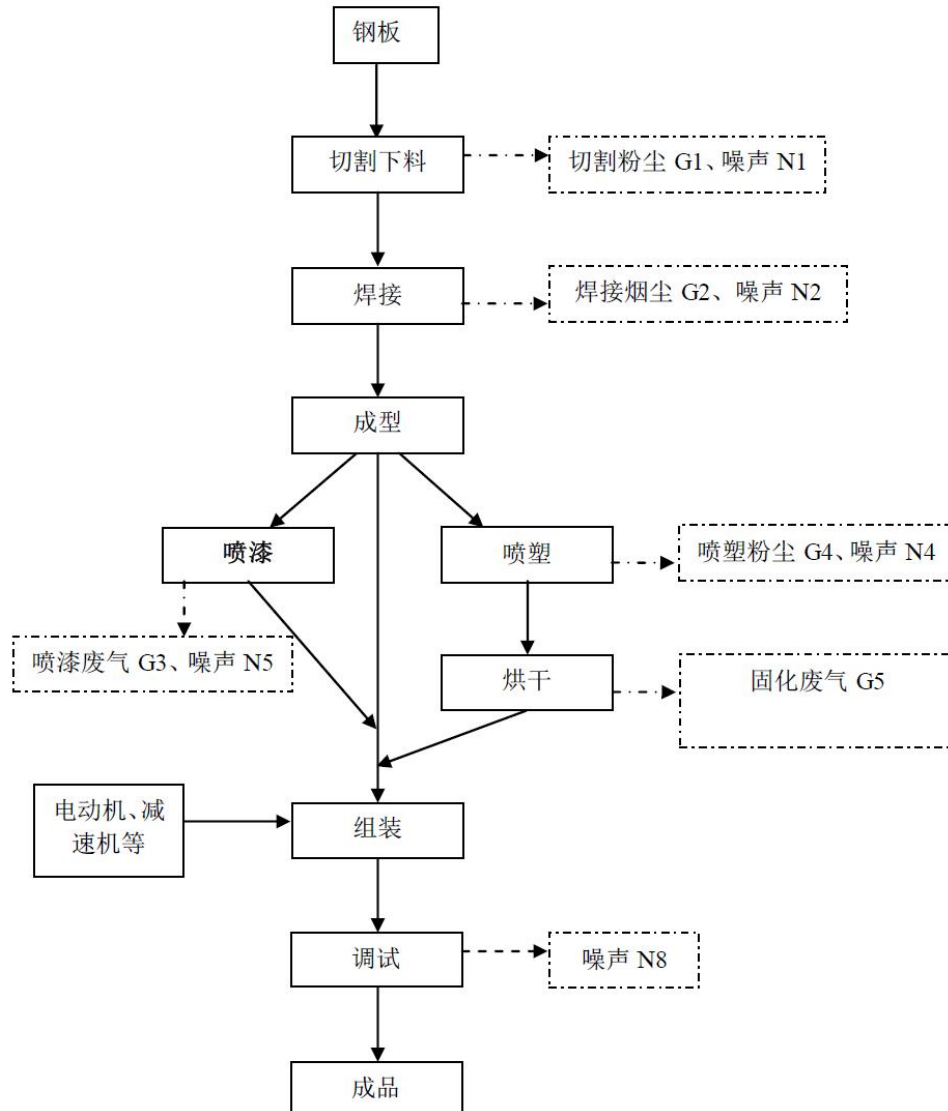 钢板
切割下料
切割粉尘 G1、噪声 N1
焊接
焊接烟尘 G2、噪声 N2
成型
喷漆
喷塑
喷塑粉尘 G4、噪声 N4
喷漆废气 G3、噪声 N5
烘干
固化废气 G5
电动机、减
速机等
组装
调试
噪声 N8
成品